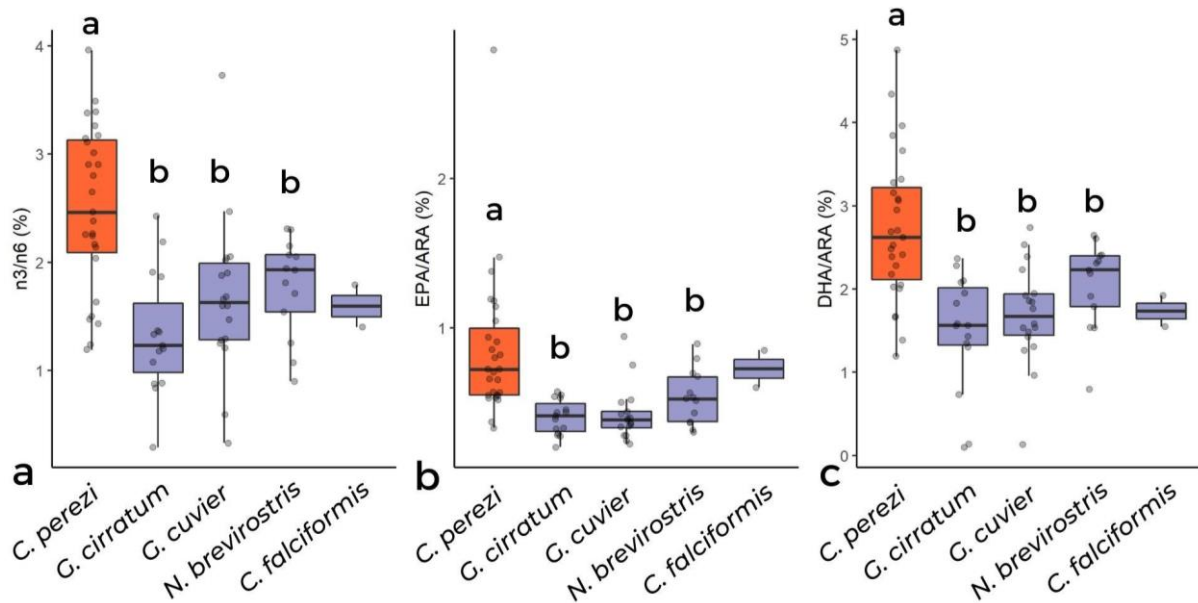 a
4
3
2
1
n3/n6 (%)
b
b
b
a
C. perezi
G. cirratum
G. cuvier
N. brevirostris
C. falciformis
2
1
EPA/ARA (%)
a
b
b
b
b
C. perezi
G. cirratum
G. cuvier
N. brevirostris
C. falciformis
a
5
4
3
2
1
0
DHA/ARA (%)
b
b
b
c
C. perezi
G. cirratum
G. cuvier
N. brevirostris
C. falciformis